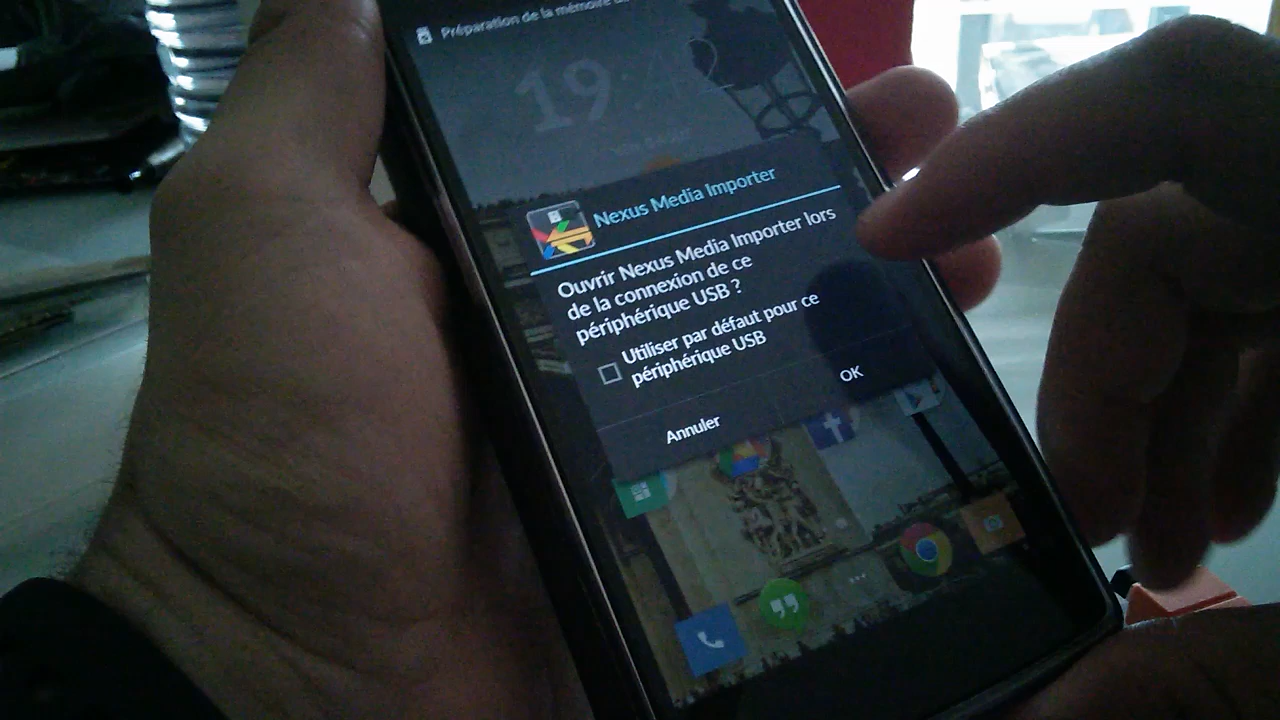 Préparation de la mémoire
19
Nexus Media Importer
Ouvrir Nexus Media Importer lors
de la connexion de ce
périphérique USB ?
Utiliser par défaut pour ce
périphérique USB
Annuler
OK